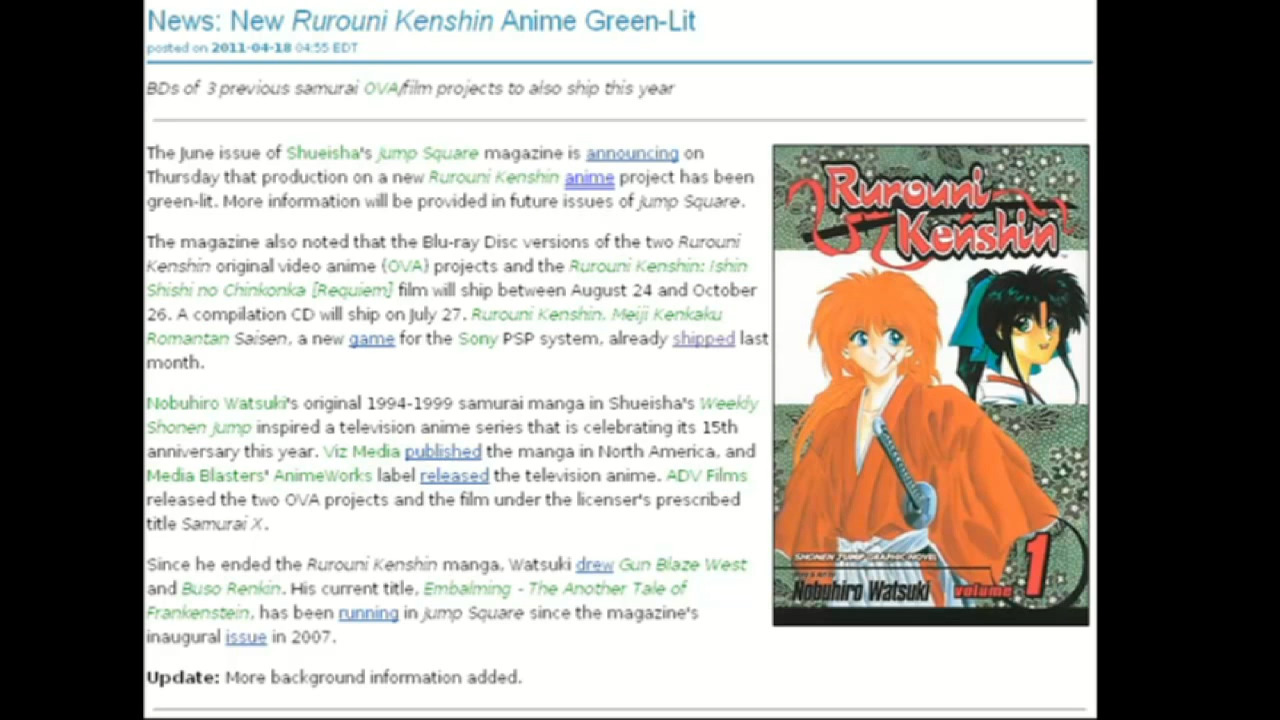 News: New Rurouni Kenshin Anime Green-Lit
posted on 2011-04-18 04:55 EDT
BDs of 3 previous samurai OVA/film projects to also ship this year
The June issue of Shueisha's Jump Square magazine is announcing on
Thursday that production on a new Rurouni Kenshin anime project has been
green-lit. More information will be provided in future issues of Jump Square.
The magazine also noted that the Blu-ray Disc versions of the two Rurouni
Kenshin original video anime (OVA) projects and the Rurouni Kenshin: Ishin
Shishi no Chinkonka [Requiem] film will ship between August 24 and October
26. A compilation CD will ship on July 27. Rurouni Kenshin. Meiji Kenkaku
Romantan Saisen, a new game for the Sony PSP system, already shipped last
month.
Nobuhiro Watsuki's original 1994-1999 samurai manga in Shueisha's Weekly
Shonen Jump inspired a television anime series that is celebrating its 15th
anniversary this year. Viz Media published the manga in North America, and
Media Blasters' AnimeWorks label released the television anime. ADV Films
released the two OVA projects and the film under the licenser's prescribed
title Samurai X.
Since he ended the Rurouni Kenshin manga, Watsuki drew Gun Blaze West
and Buso Renkin. His current title, Embalming - The Another Tale of
Frankenstein, has been running in Jump Square since the magazine's
inaugural issue in 2007.
Update: More background information added.
Rurouni
Kenshin
SHONEN JUMP GRAPHIC NOVEL
1
Nobuhiro Watsuki volume